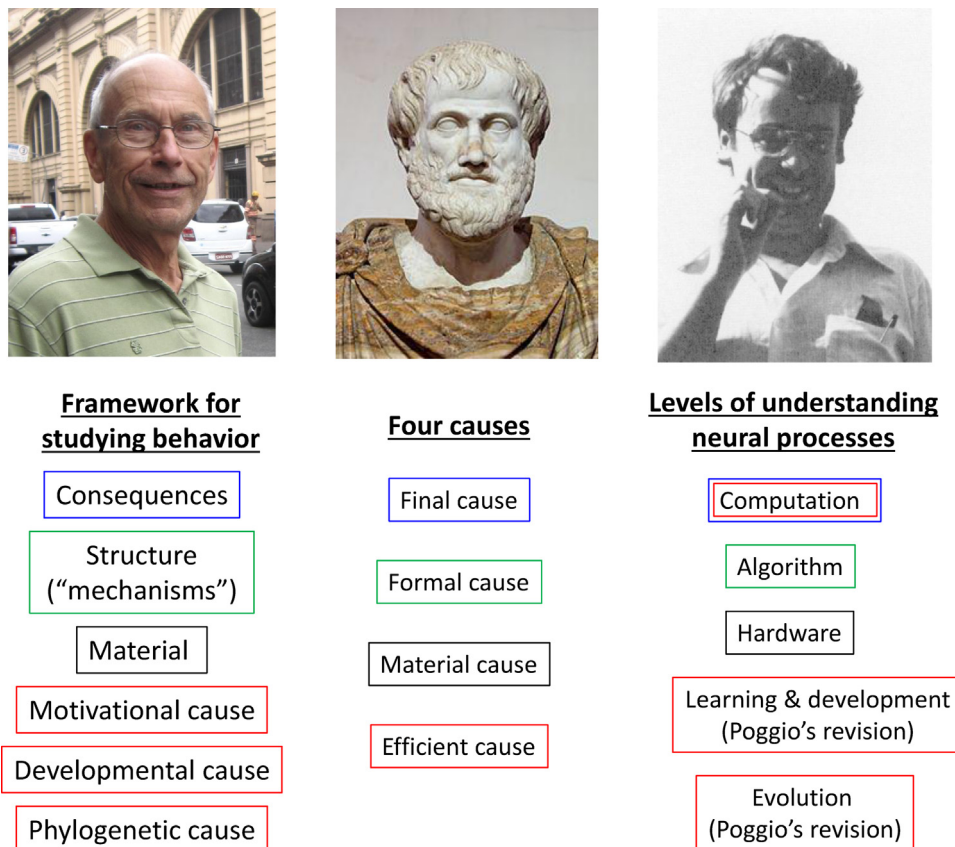 Framework for
studying behavior
Consequences
Structure
(“mechanisms”)
Material
Motivational cause
Developmental cause
Phylogenetic cause
Four causes
Final cause
Formal cause
Material cause
Efficient cause
Levels of understanding
neural processes
Computation
Algorithm
Hardware
Learning & development
(Poggio’s revision)
Evolution
(Poggio’s revision)